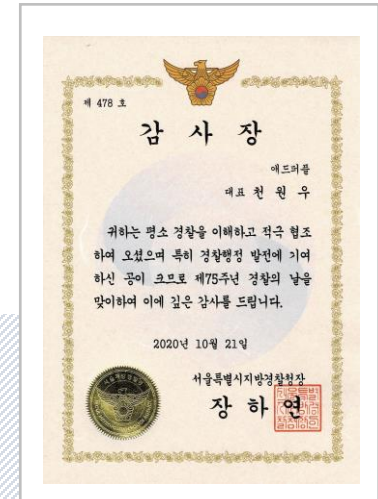 제 478 호
감 사 장
애드퍼플
대표 천 원 우
귀하는 평소 경찰을 이해하고 적극 협조
하여 오셨으며 특히 경찰행정 발전에 기여
하신 공이 크므로 제75주년 경찰의 날을
맞이하여 이에 깊은 감사를 드립니다.
2020년 10월 21일
서울특별시지방경찰청장
장 하 연